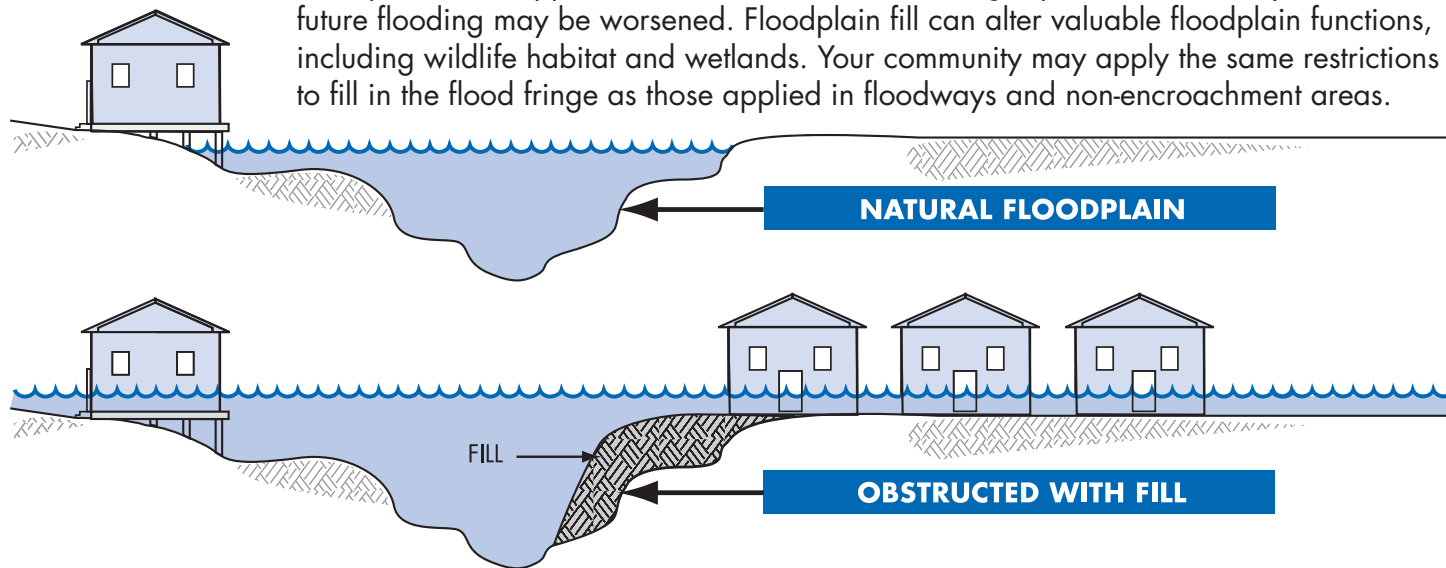 future flooding may be worsened. Floodplain fill can alter valuable floodplain functions,
including wildlife habitat and wetlands. Your community may apply the same restrictions
to fill in the flood fringe as those applied in floodways and non-encroachment areas.
NATURAL FLOODPLAIN
FILL
OBSTRUCTED WITH FILL